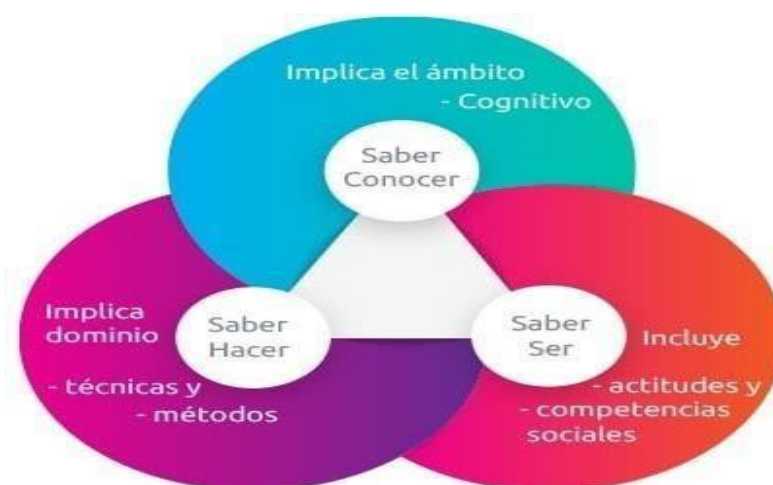 Implica el ámbito
- Cognitivo
Saber
Conocer
Implica
dominio
- técnicas y
- métodos
Saber
Hacer
Saber
Ser
Incluye
- actitudes y
- competencias
sociales